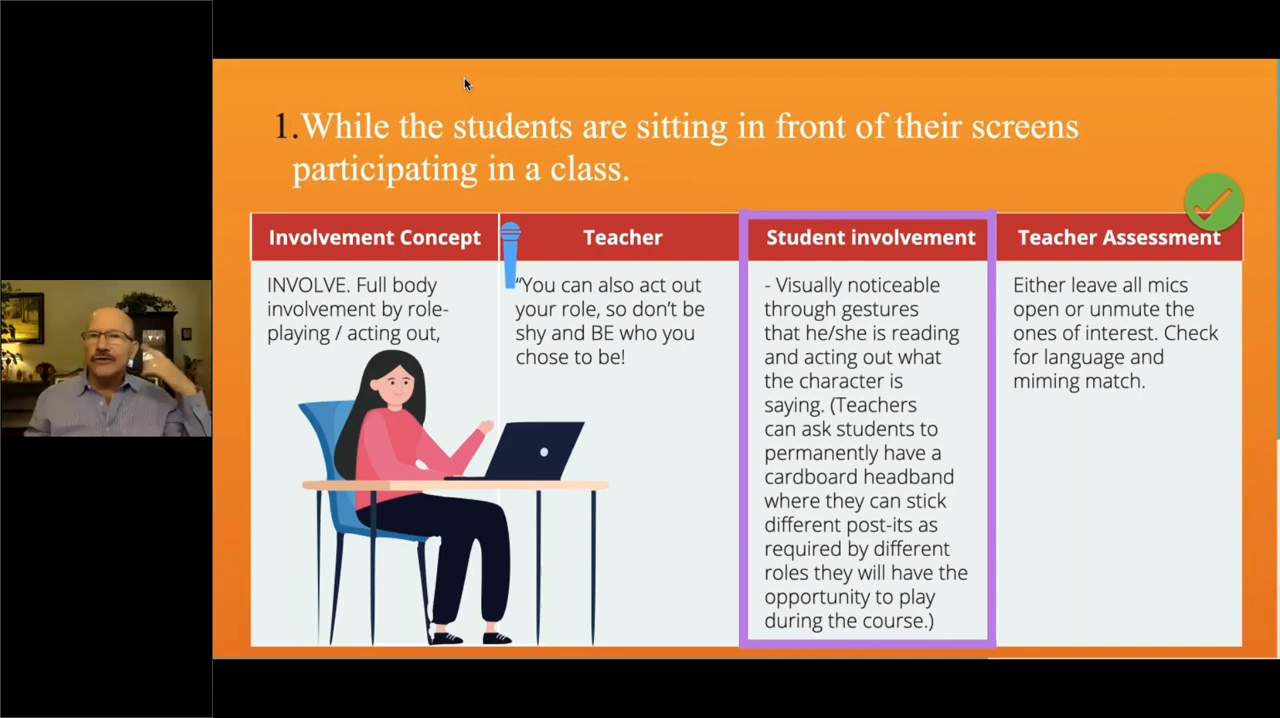 1.While the students are sitting in front of their screens
participating in a class.
Involvement Concept
Teacher
Student involvement
Teacher Assessment
INVOLVE. Full body
involvement by role-
playing / acting out,
“You can also act out
your role, so don’t be
shy and BE who you
chose to be!
- Visually noticeable
through gestures
that he/she is reading
and acting out what
the character is
saying. (Teachers
can ask students to
permanently have a
cardboard headband
where they can stick
different post-its as
required by different
roles they will have the
opportunity to play
during the course.)
Either leave all mics
open or unmute the
ones of interest. Check
for language and
miming match.